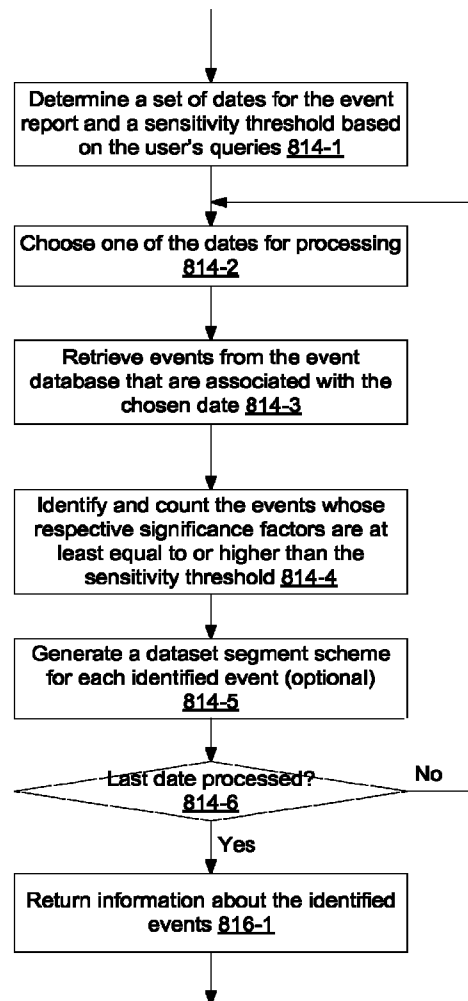 Determine a set of dates for the event
report and a sensitivity threshold based
on the user's queries 814-1
Choose one of the dates for processing
814-2
Retrieve events from the event
database that are associated with the
chosen date 814-3
Identify and count the events whose
respective significance factors are at
least equal to or higher than the
sensitivity threshold 814-4
Generate a dataset segment scheme
for each identified event (optional)
814-5
Last date processed?
814-6
No
Yes
Return information about the identified
events 816-1